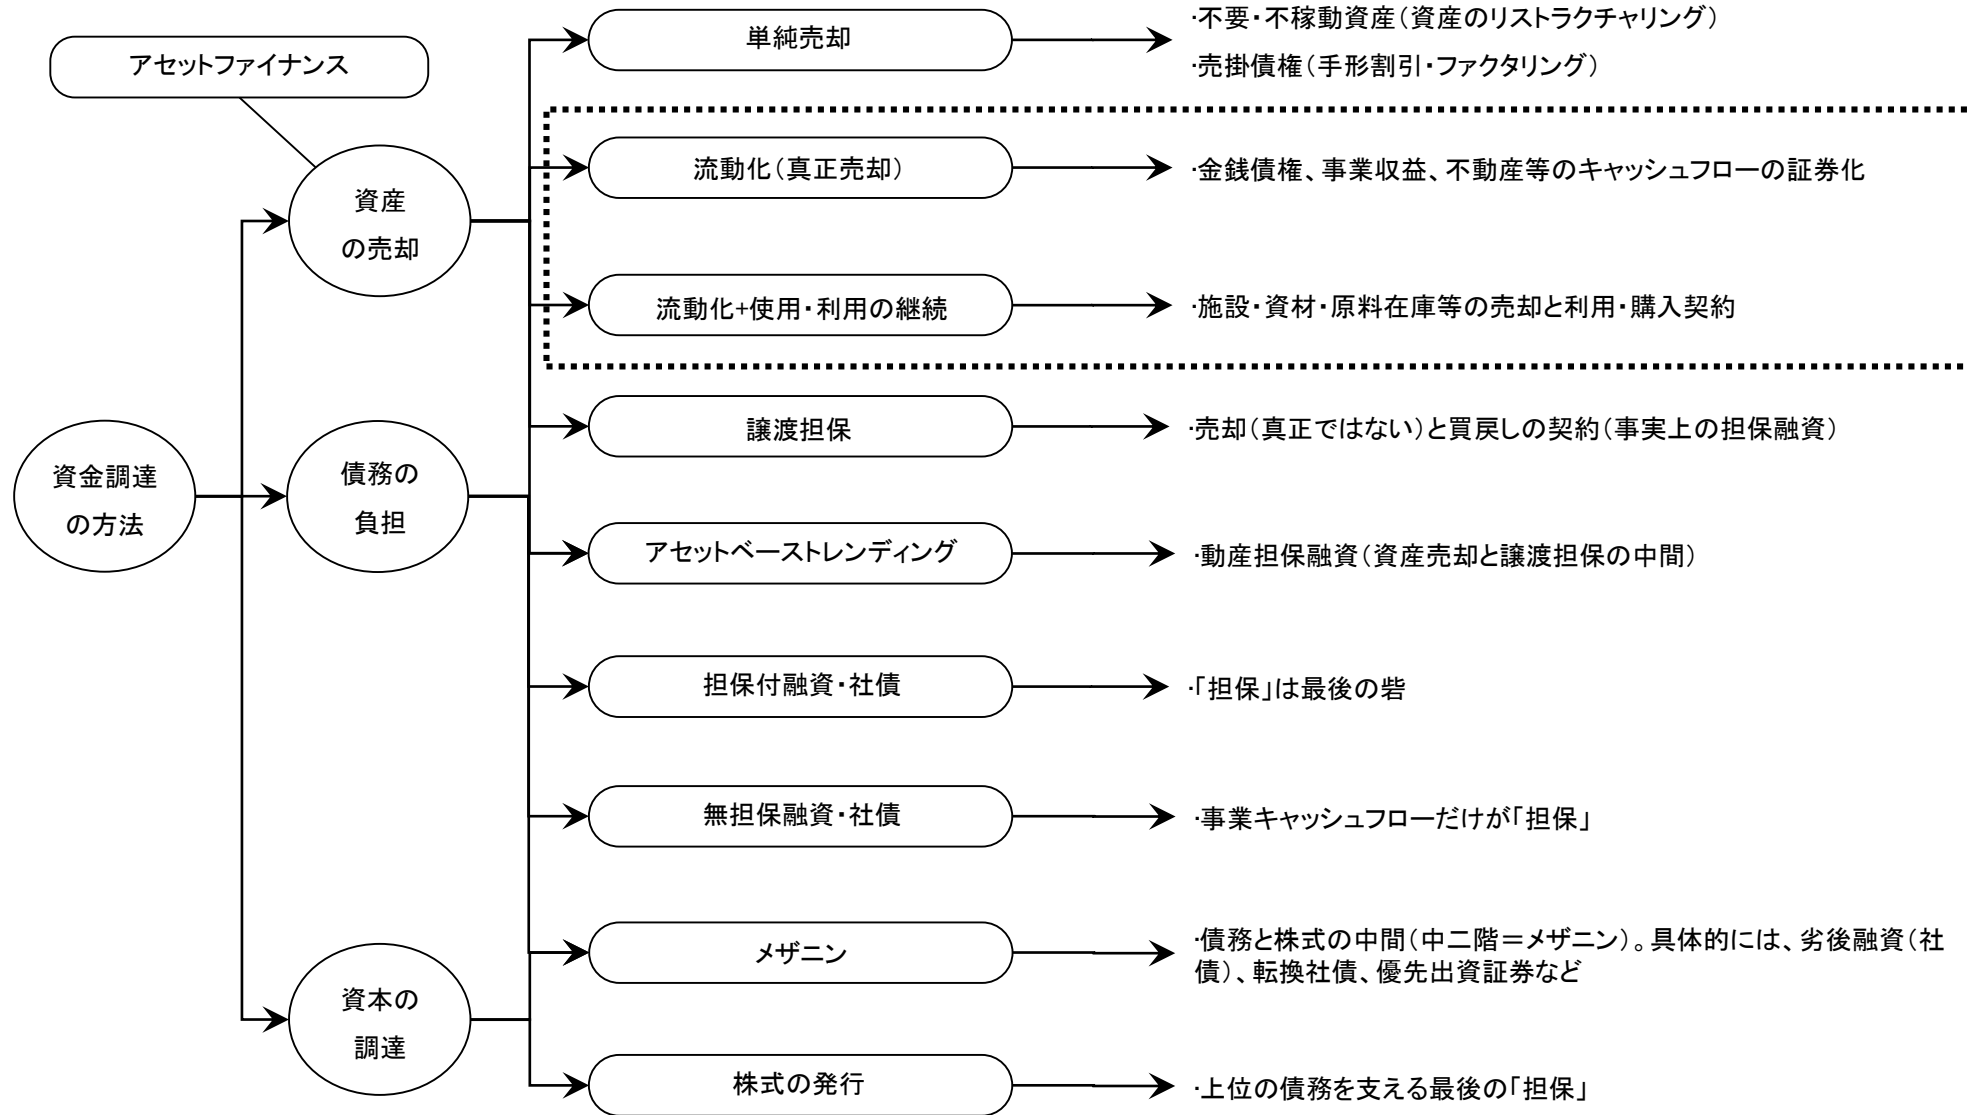 アセットファイナンス
単純売却
・不要・不稼動資産（資産のリストラクチャリング）
・売掛債権（手形割引・ファクタリング）
資産
の売却
流動化（真正売却）
・金銭債権、事業収益、不動産等のキャッシュフローの証券化
流動化+使用・利用の継続
・施設・資材・原料在庫等の売却と利用・購入契約
譲渡担保
・売却（真正ではない）と買戻しの契約（事実上の担保融資）
資金調達
の方法
債務の
負担
アセットベーストレンディング
・動産担保融資（資産売却と譲渡担保の中間）
担保付融資・社債
・「担保」は最後の砦
無担保融資・社債
・事業キャッシュフローだけが「担保」
メザニン
・債務と株式の中間（中二階＝メザニン）。具体的には、劣後融資（社
債）、転換社債、優先出資証券など
資本の
調達
株式の発行
・上位の債務を支える最後の「担保」